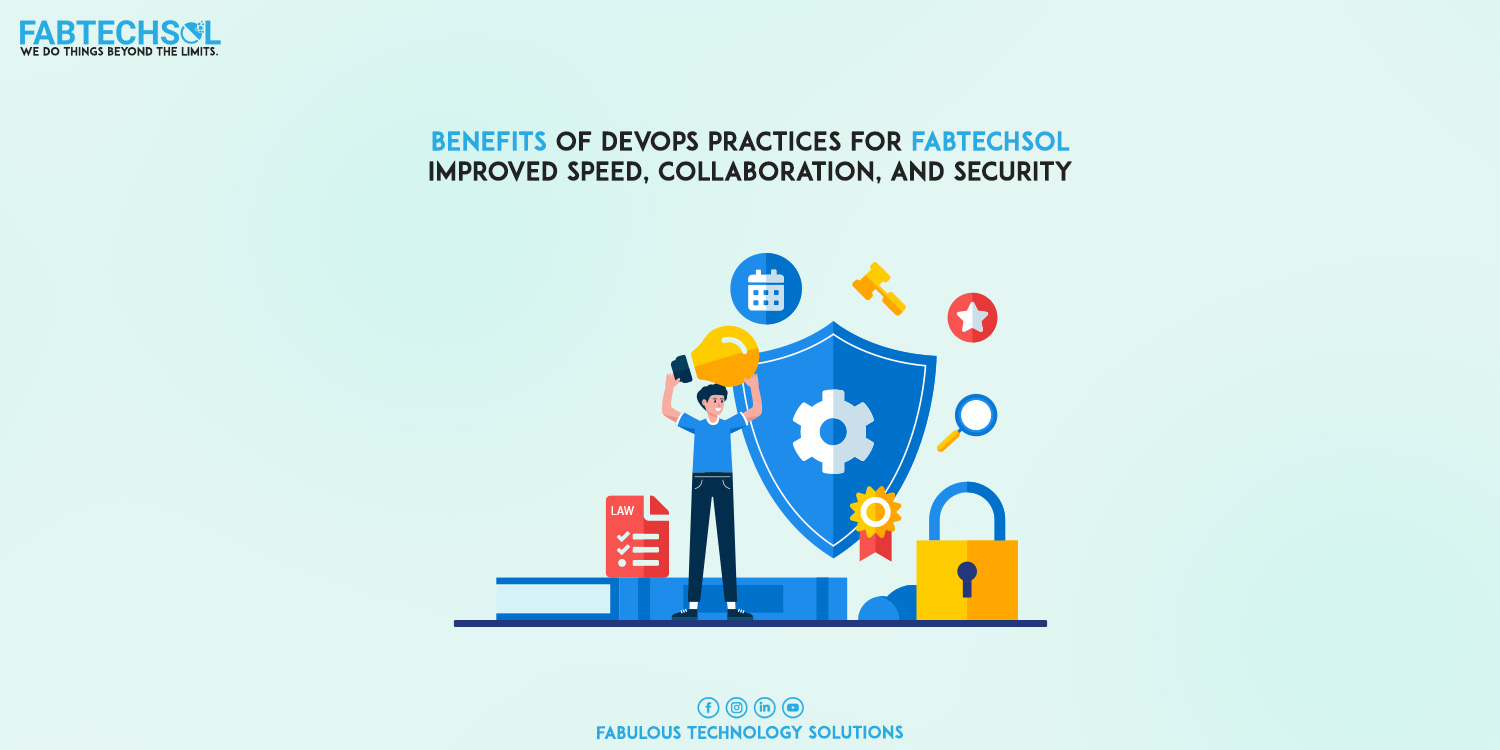 FABTECHSOL
WE DO THINGS BEYOND THE LIMITS.
BENEFITS OF DEVOPS PRACTICES FOR FABTECHSOL
IMPROVED SPEED, COLLABORATION, AND SECURITY
LAW
FABULOUS TECHNOLOGY SOLUTIONS